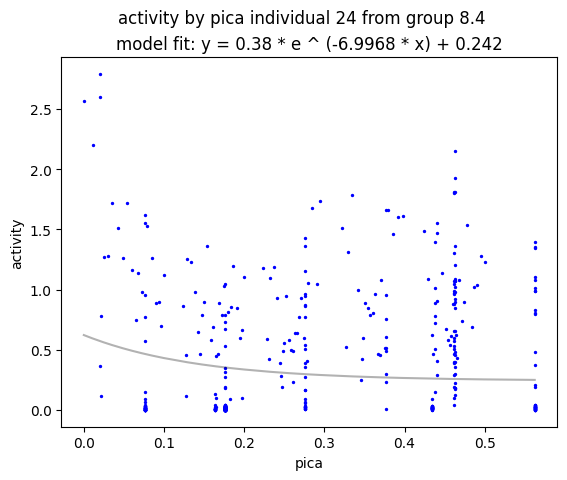 activity by pica individual 24 from group 8.4
model fit: y = 0.38 * e ^ (-6.9968 * x) + 0.242
activity
2.5
2.0
1.5
1.0
0.5
0.0
0.0 0.1 0.2 0.3 0.4 0.5
pica